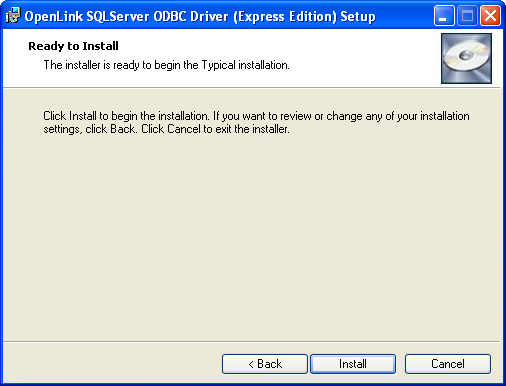 OpenLink SQLServer ODBC Driver (Express Edition) Setup
Ready to Install
The installer is ready to begin the Typical installation.
Click Install to begin the installation. If you want to review or change any of your installation
settings, click Back. Click Cancel to exit the installer.
< Back
Install
Cancel